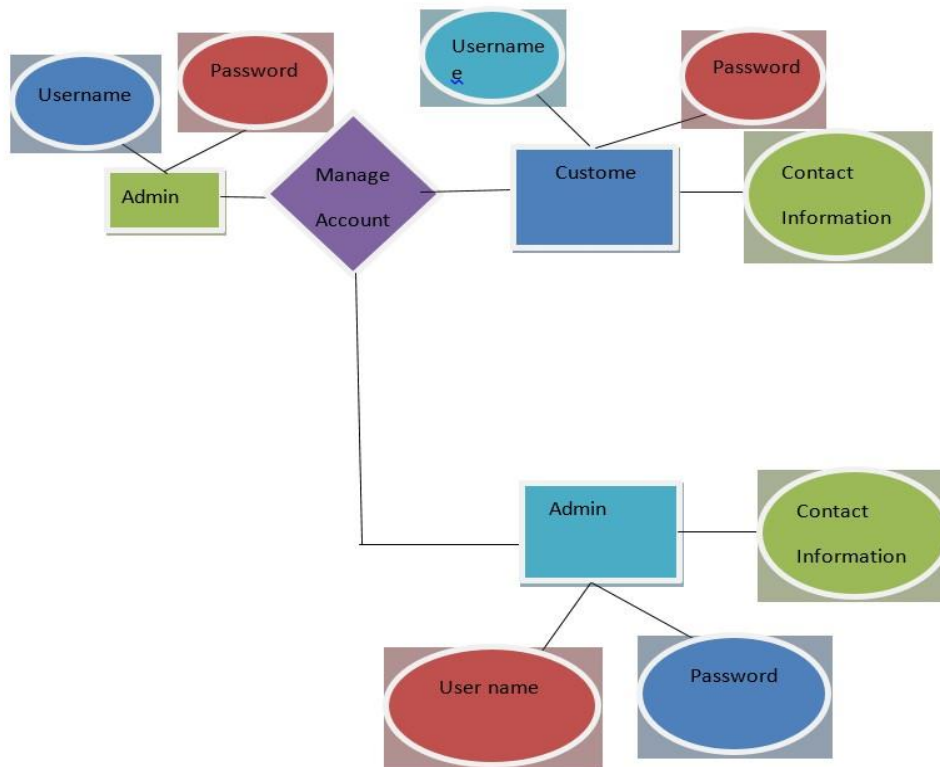 Username
Password
Username
e
Password
Admin
Manage
Account
Custome
Contact
Information
Admin
Contact
Information
User name
Password